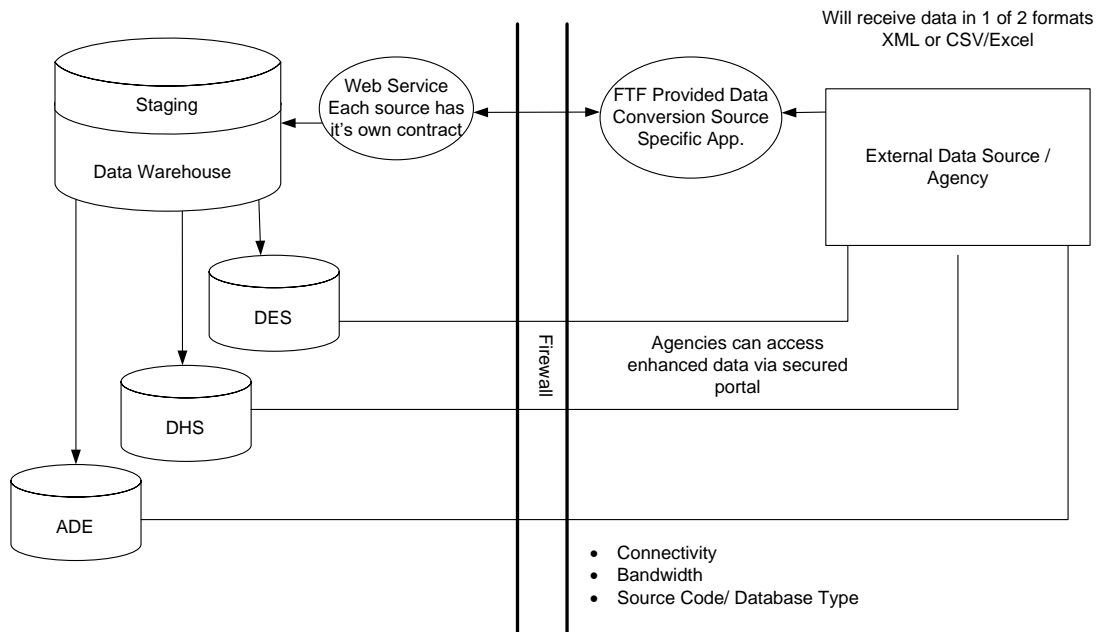 Will receive data in 1 of 2 formats
XML or CSV/Excel
Staging
Data Warehouse
Web Service
Each source has
it's own contract
FTF Provided Data
Conversion Source
Specific App.
External Data Source /
Agency
DES
DHS
ADE
Firewall
Agencies can access
enhanced data via secured
portal
• Connectivity
• Bandwidth
• Source Code/ Database Type